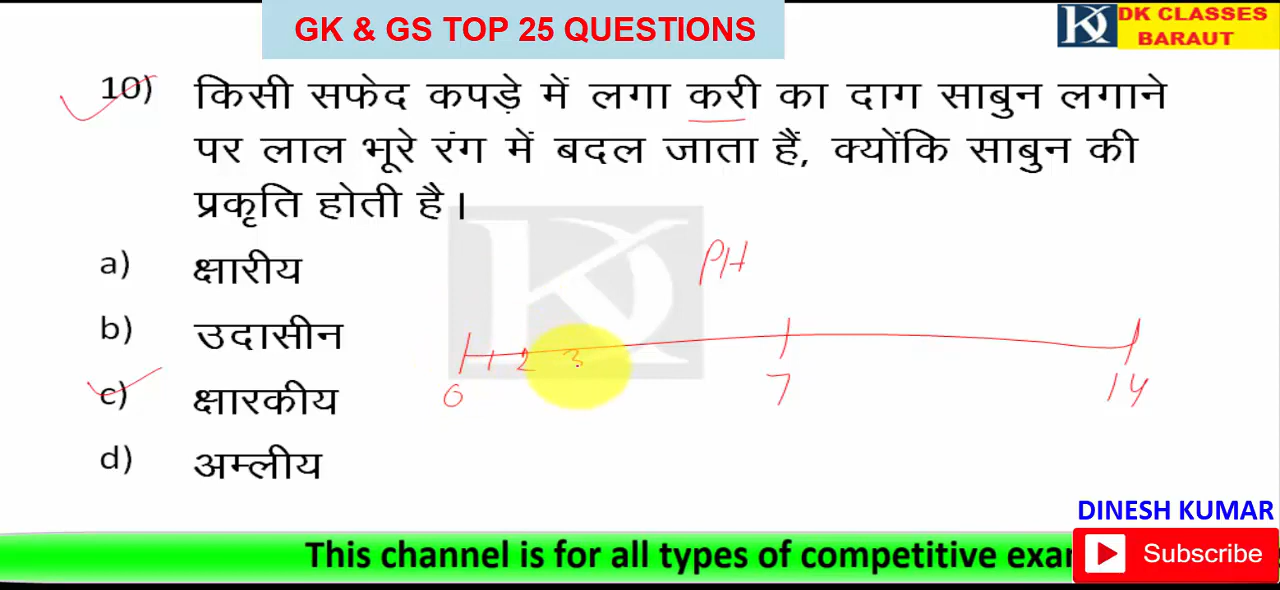 GK & GS TOP 25 QUESTIONS
DK CLASSES
BARAUT
10) किसी सफेद कपड़े में लगा करी का दाग साबुन लगाने
पर लाल भूरे रंग में बदल जाता हैं, क्योंकि साबुन की
प्रकृति होती है।
a) क्षारीय
PH
b) उदासीन
1 2 3
0 7 14
c) क्षारकीय
d) अम्लीय
DINESH KUMAR
This channel is for all types of competitive exa
Subscribe